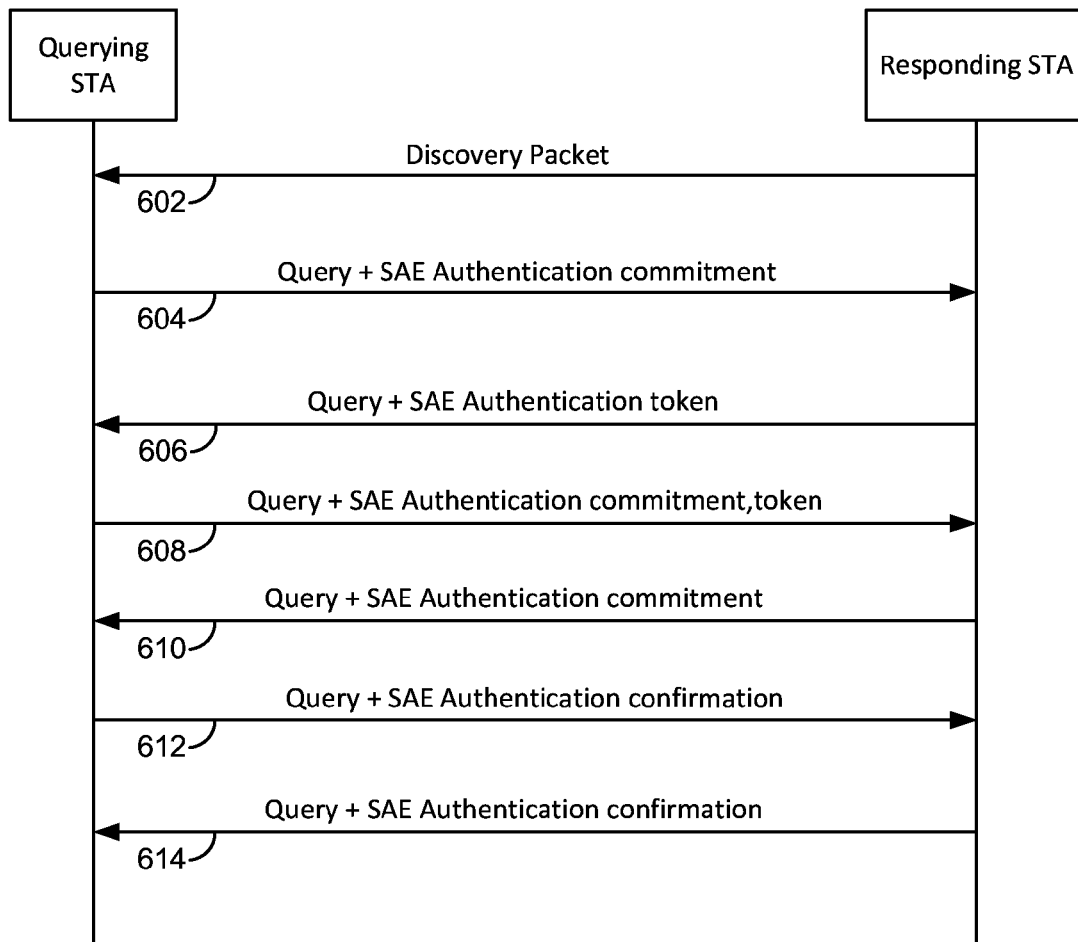 Querying
STA
Responding STA
Discovery Packet
602
Query + SAE Authentication commitment
604
Query + SAE Authentication token
606
Query + SAE Authentication commitment,token
608
Query + SAE Authentication commitment
610
Query + SAE Authentication confirmation
612
Query + SAE Authentication confirmation
614